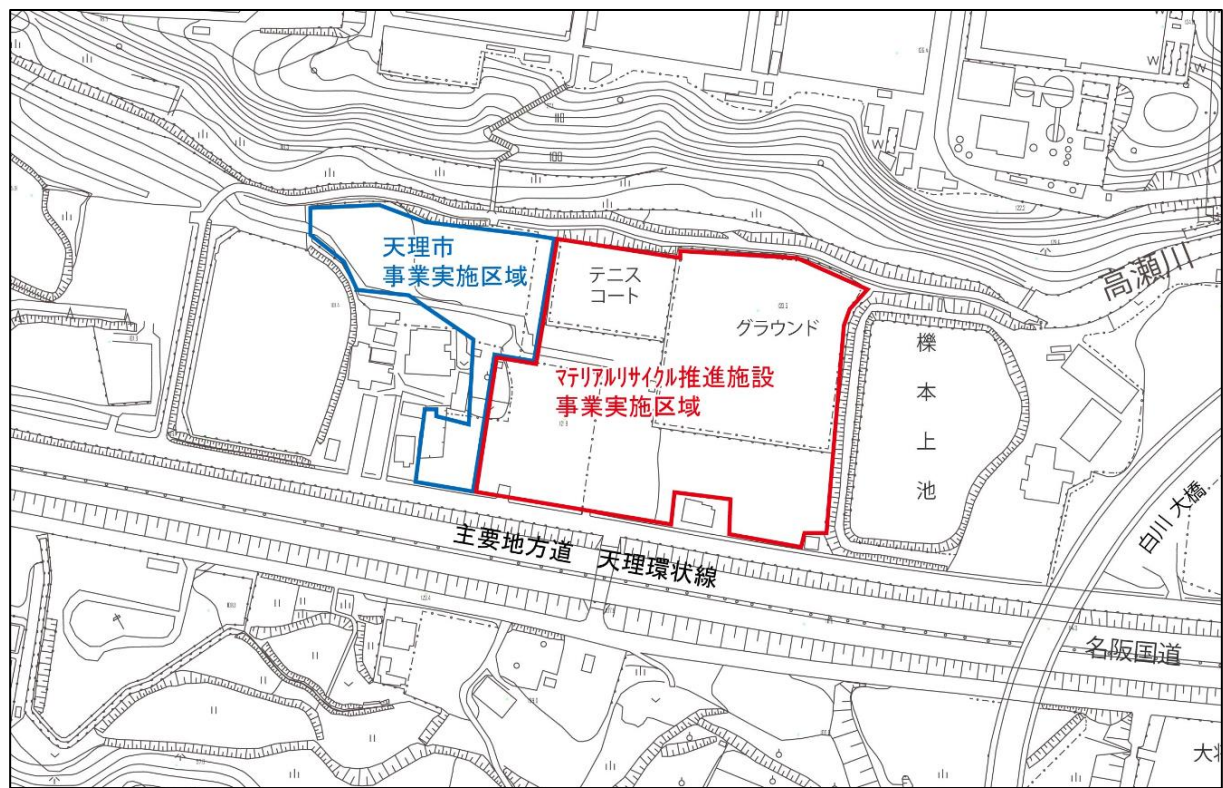 天理市
事業実施区域
テニス
コート
グラウンド
高瀬川
ﾏﾃﾘｱﾙﾘｻｲｸﾙ推進施設
事業実施区域
櫟本上池
白川大橋
主要地方道 天理環状線
名阪国道
110
100